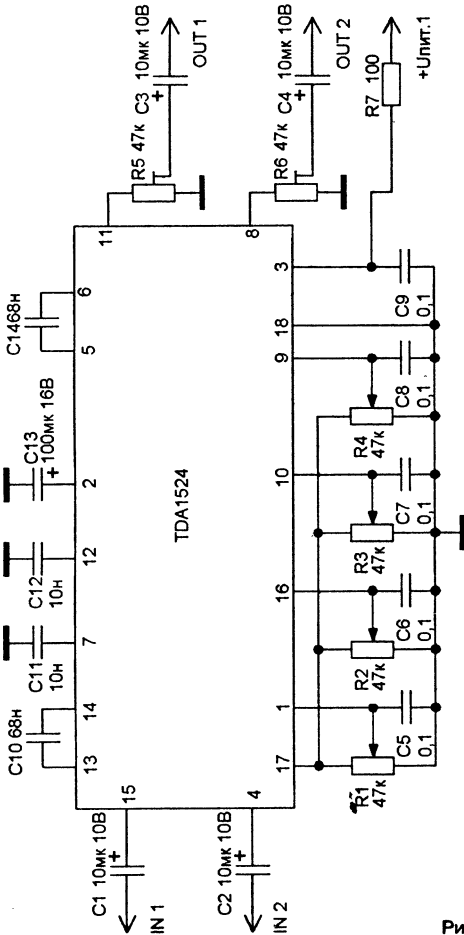 C1 10мк 10В
+
IN 1
15
C2 10мк 10В
+
IN 2
4
C10 68н
13
14
C11
10н
7
C12
10н
12
C13
100мк 16В
+
2
C1468н
5
6
TDA1524
11
R5 47к
C3 10мк 10В
+
OUT 1
8
R6 47к
C4 10мк 10В
+
OUT 2
17
1
16
10
9
18
3
R1
47к
C5
0,1
R2
47к
C6
0,1
R3
47к
C7
0,1
R4
47к
C8
0,1
C9
0,1
R7 100
+Uпит.1
Ри